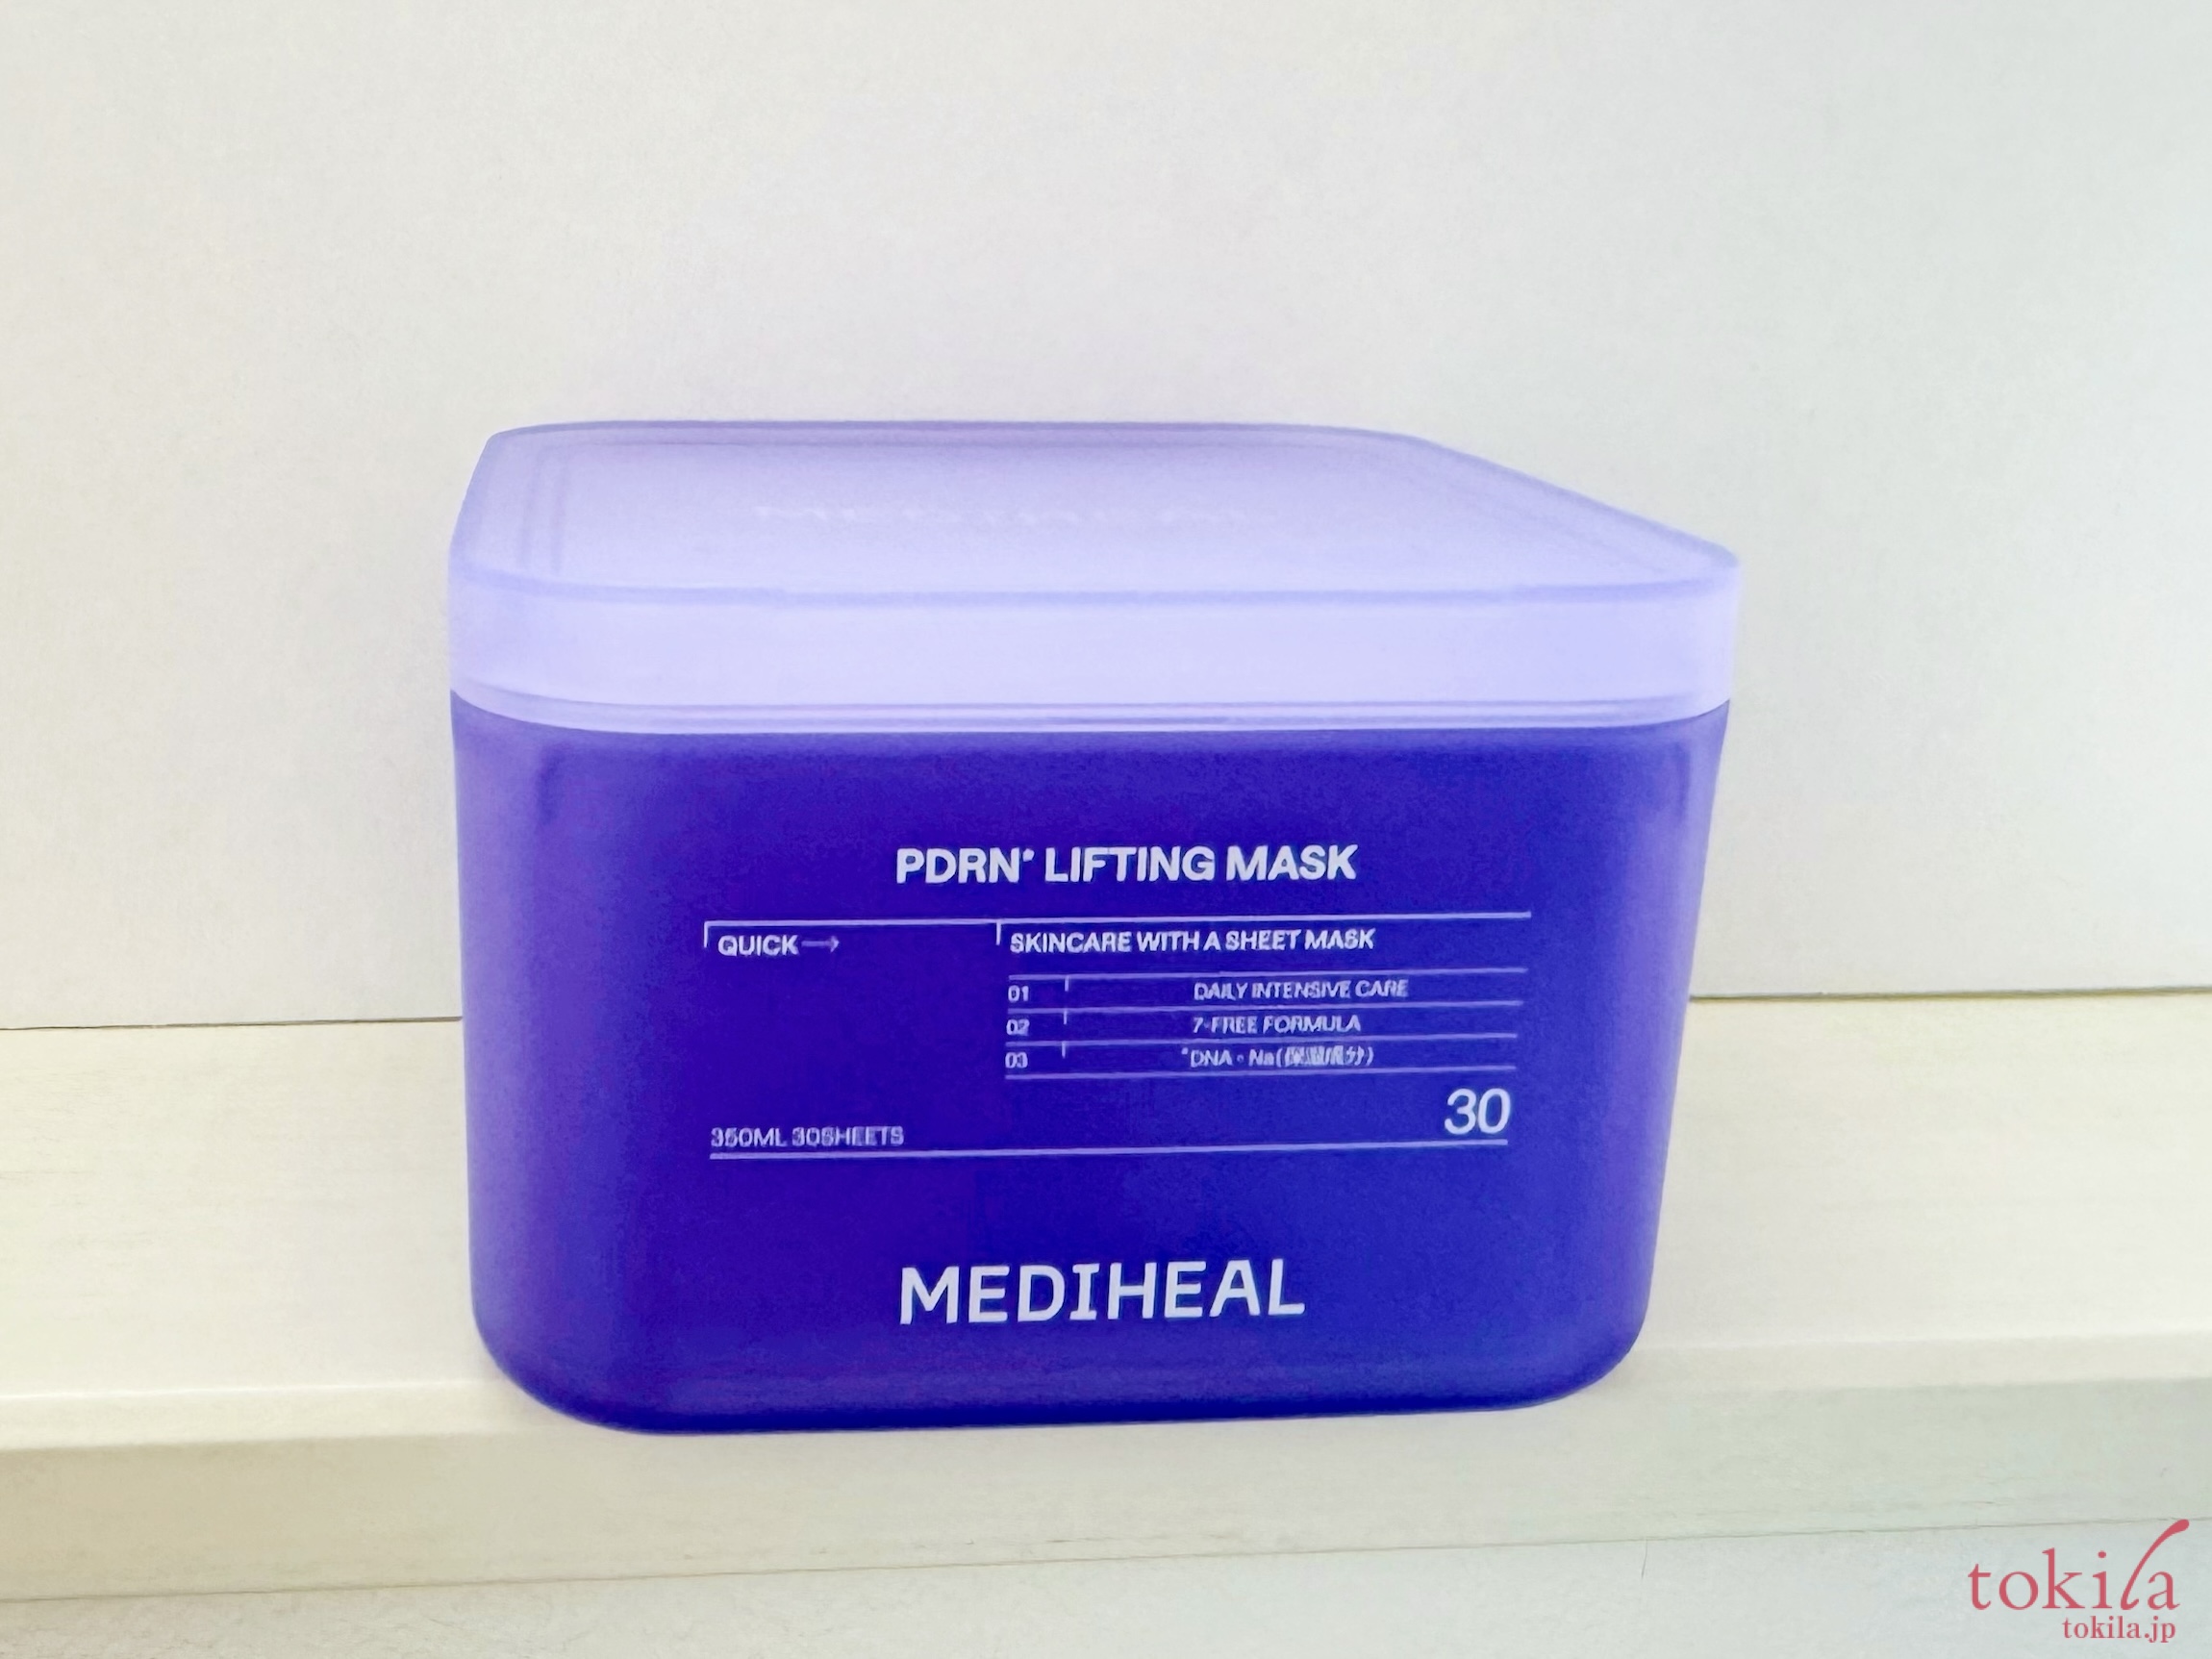 PDRN* LIFTING MASK
QUICK→ SKINCARE WITH A SHEET MASK
01 DAILY INTENSIVE CARE
02 7-FREE FORMULA
03 *DNA-Na(保湿成分)
30
350ML 30SHEETS
MEDIHEAL
tokila
tokila.jp